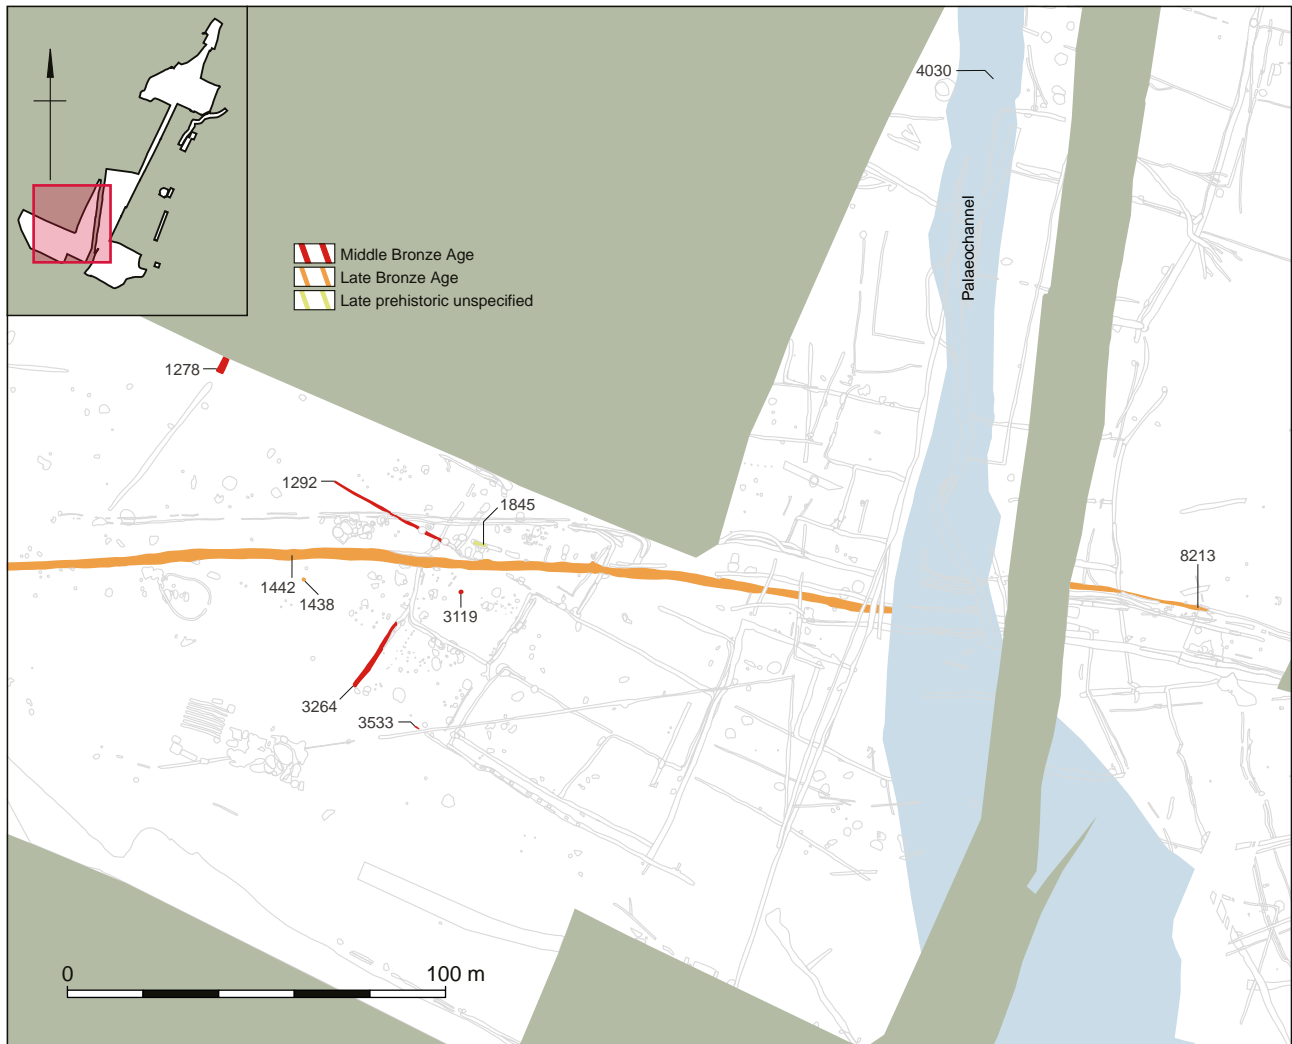 4030
Palaeochannel
Middle Bronze Age
Late Bronze Age
Late prehistoric unspecified
1278
1292
1845
8213
1442
1438
3119
3264
3533
0 100 m